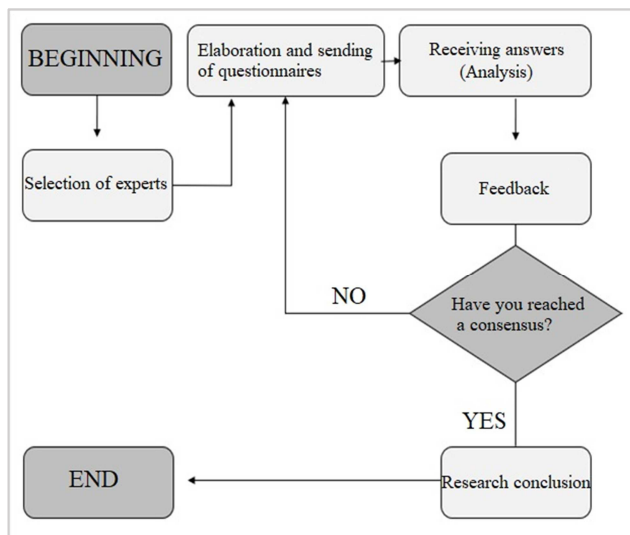 BEGINNING
Selection of experts
Elaboration and sending
of questionnaires
Receiving answers
(Analysis)
Feedback
Have you reached
a consensus?
NO
YES
Research conclusion
END